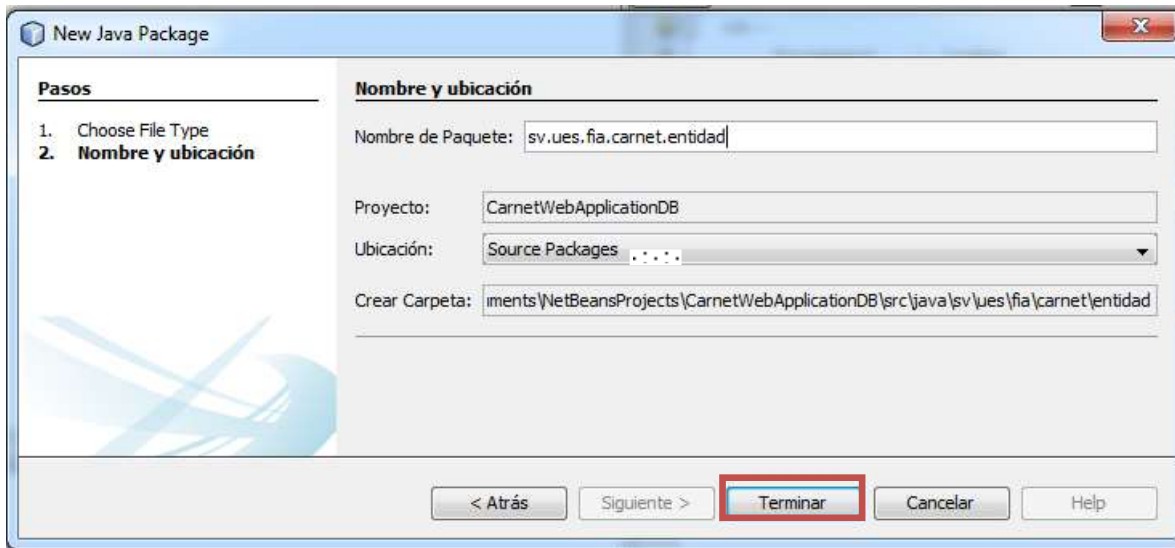 New Java Package
Pasos
1. Choose File Type
2. Nombre y ubicación
Nombre y ubicación
Nombre de Paquete: sv.ues.fia.carnet.entidad
Proyecto: CarnetWebApplicationDB
Ubicación: Source Packages
Crear Carpeta: ments\NetBeansProjects\CarnetWebApplicationDB\src\java\sv\ues\fia\carnet\entidad
< Atrás Siguiente > Terminar Cancelar Help